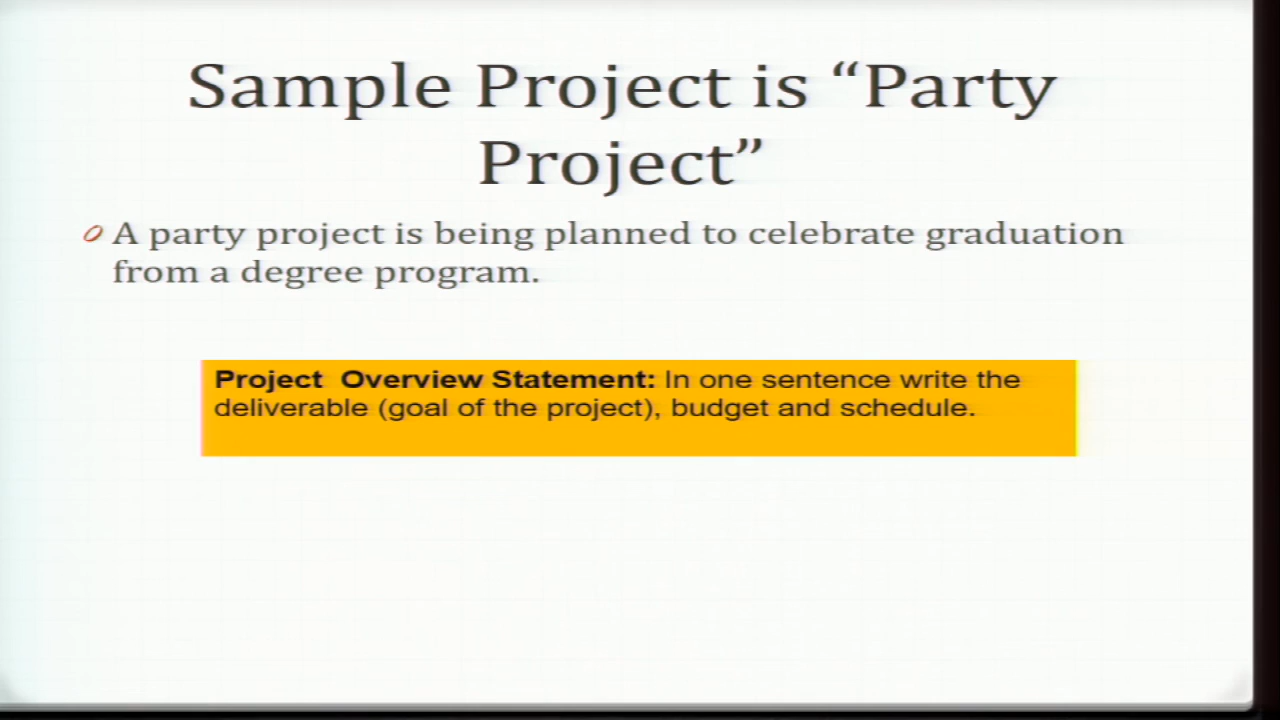 Sample Project is “Party
Project”
A party project is being planned to celebrate graduation
from a degree program.
Project Overview Statement: In one sentence write the
deliverable (goal of the project), budget and schedule.